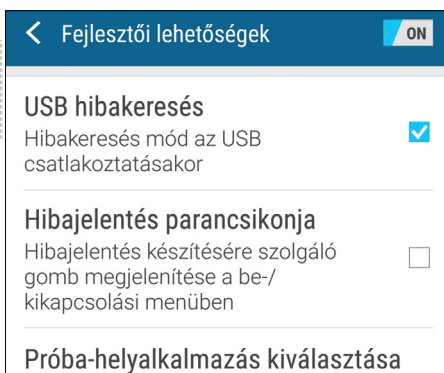 Fejlesztői lehetőségek
ON
USB hibakeresés
Hibakeresés mód az USB
csatlakoztatásakor
Hibajelentés parancsikonja
Hibajelentés készítésére szolgáló
gomb megjelenítése a be-/
kikapcsolási menüben
Próba-helyalkalmazás kiválasztása